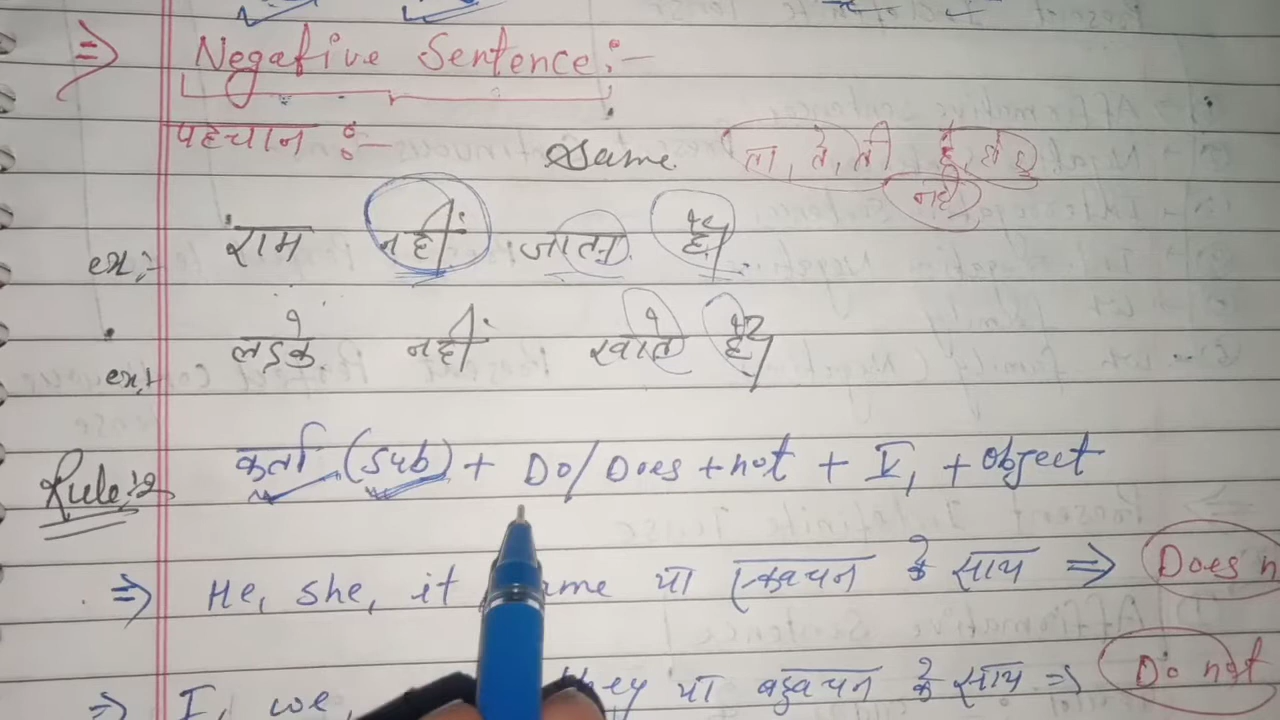 ⇒ Negative Sentence:-
पहचान :- Same ता, ते, ती है, हो हूँ
नहीं
ex:- राम नहीं जाता है।
ex:- लड़के नहीं खाते हैं।
Rule:2 कर्ता (Sub) + Do/Does + not + V₁ + object
⇒ He, she, it या एकवचन के साथ ⇒ Does n
⇒ I, we, they या बहुवचन के साथ ⇒ Do not